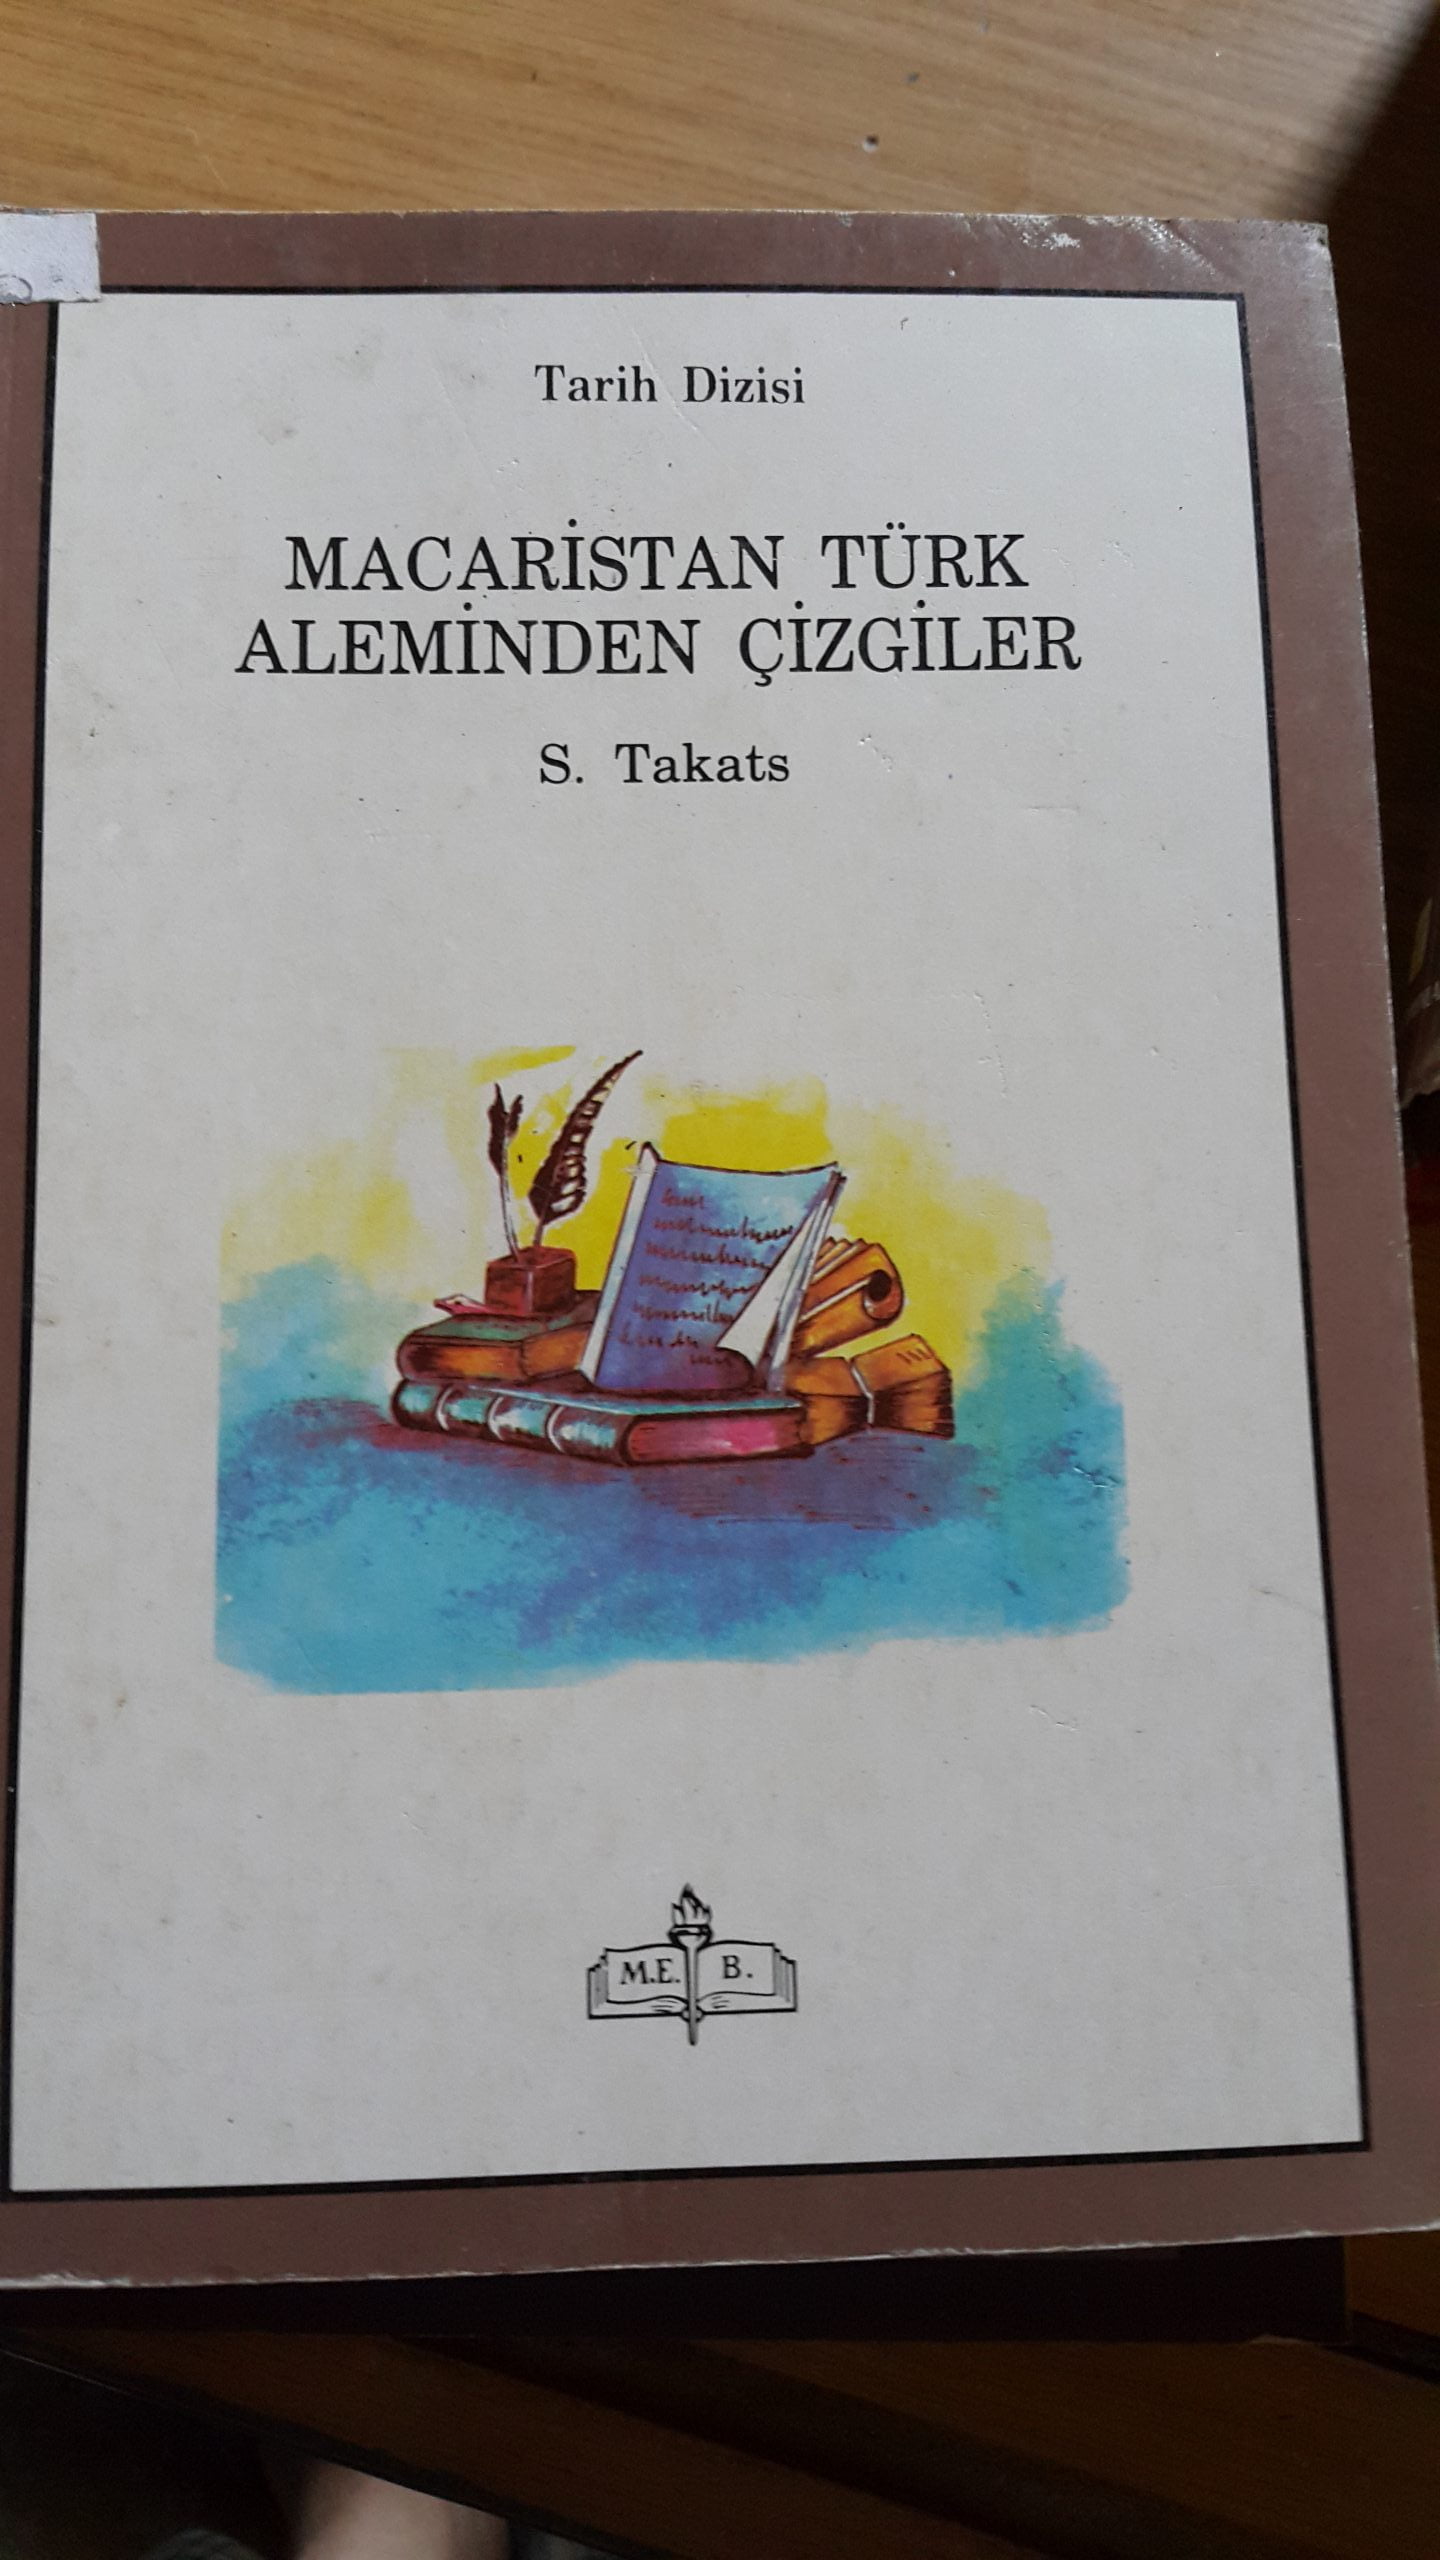 Tarih Dizisi
MACARİSTAN TÜRK
ALEMİNDEN ÇİZGİLER
S. Takats
M.E. B.